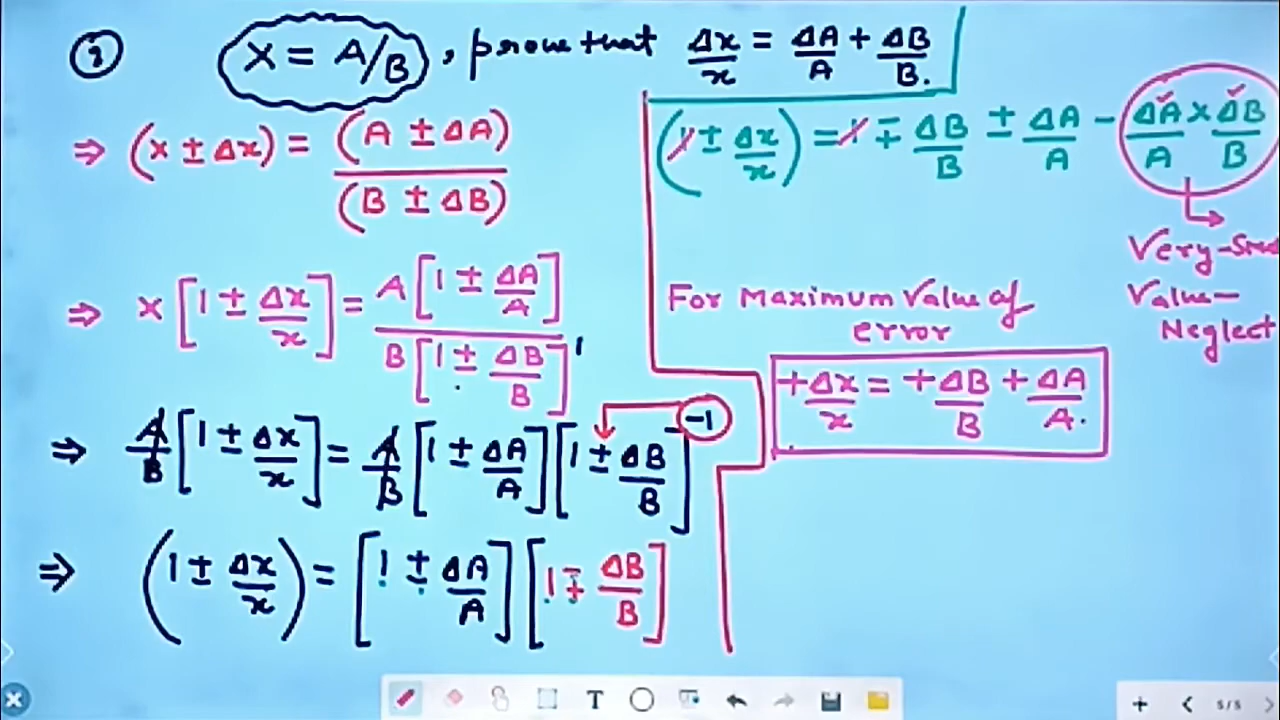 ② X = A/B, prove that Δx/x = ΔA/A + ΔB/B.
⇒ (x ± Δx) = (A ± ΔA)/(B ± ΔB)
⇒ x [1 ± Δx/x] = A[1 ± ΔA/A]/B[1 ± ΔB/B]'
⇒ A/B [1 ± Δx/x] = A/B [1 ± ΔA/A] [1 ± ΔB/B]⁻¹
⇒ (1 ± Δx/x) = [1 ± ΔA/A] [1 ∓ ΔB/B]
(1 ± Δx/x) = 1 ∓ ΔB/B ± ΔA/A − ΔA/A × ΔB/B
Very-
Value-
Neglect
For Maximum Value of
error
+Δx/x = +ΔB/B + ΔA/A.
T
5/5